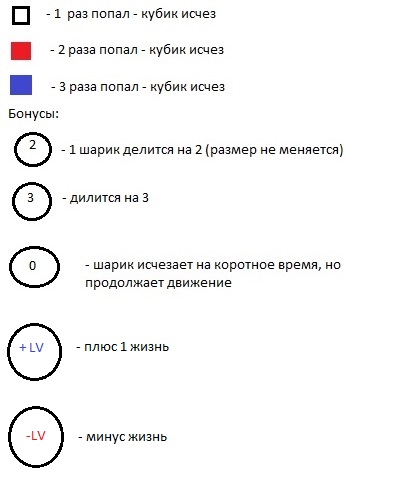 - 1 раз попал - кубик исчез
- 2 раза попал - кубик исчез
- 3 раза попал - кубик исчез
Бонусы:
2 - 1 шарик делится на 2 (размер не меняется)
3 - дилится на 3
0 - шарик исчезает на коротное время, но
продолжает движение
+ LV - плюс 1 жизнь
-LV - минус жизнь